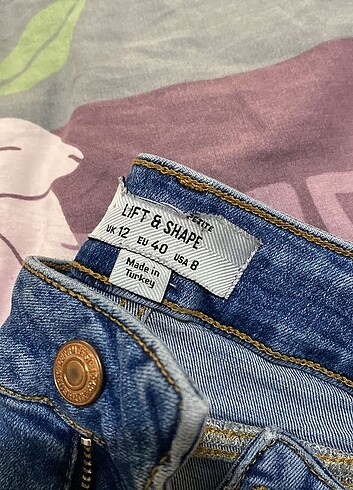 LIFT & SHAPE
UK 12 EU 40 USA 8
Made in
Turkey